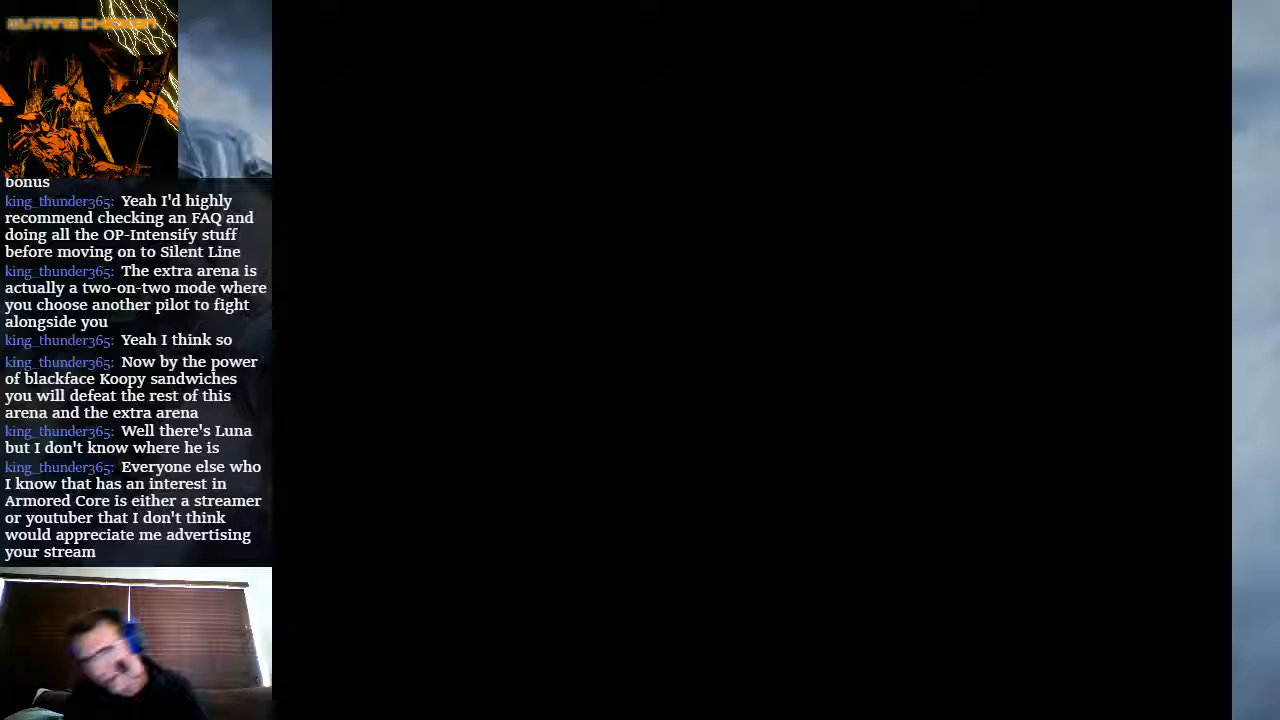 BUTANE CHICKEN
bonus
king_thunder365: Yeah I'd highly
recommend checking an FAQ and
doing all the OP-Intensify stuff
before moving on to Silent Line
king_thunder365: The extra arena is
actually a two-on-two mode where
you choose another pilot to fight
alongside you
king_thunder365: Yeah I think so
king_thunder365: Now by the power
of blackface Koopy sandwiches
you will defeat the rest of this
arena and the extra arena
king_thunder365: Well there's Luna
but I don't know where he is
king_thunder365: Everyone else who
I know that has an interest in
Armored Core is either a streamer
or youtuber that I don't think
would appreciate me advertising
your stream